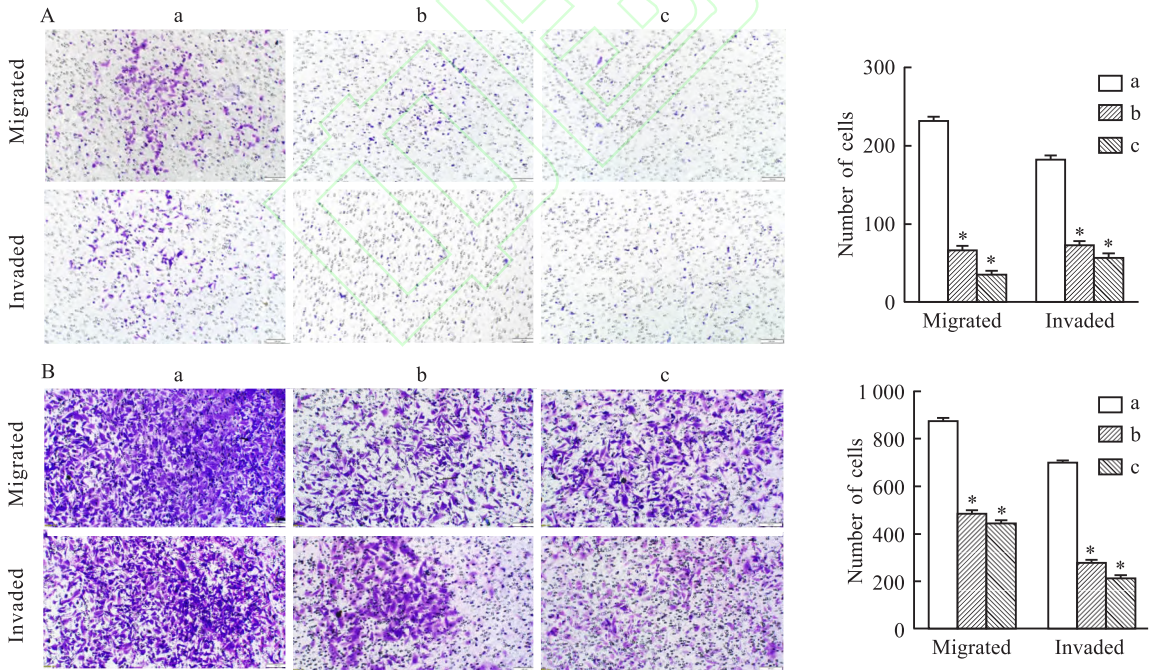 A
a b c
Migrated
Invaded
Number of cells
300
200
100
0
a
b
c
*
*
*
*
Migrated Invaded
B
a b c
Migrated
Invaded
Number of cells
1 000
800
600
400
200
0
a
b
c
*
*
*
*
Migrated Invaded